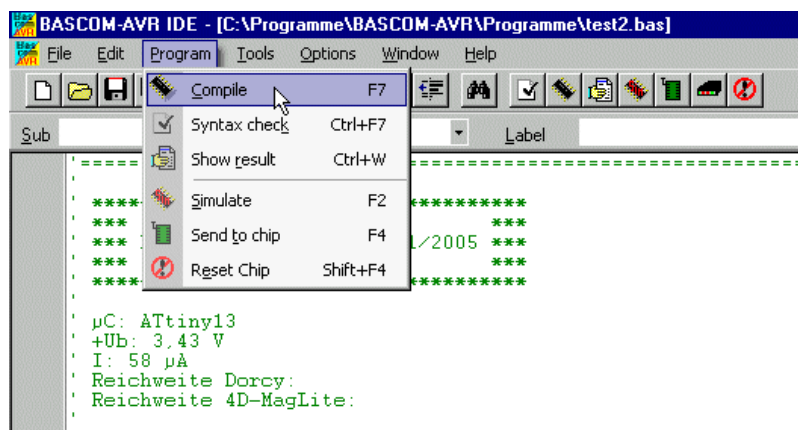 BASCOM-AVR IDE - [C:\Programme\BASCOM-AVR\Programme\test2.bas]
File Edit Program Tools Options Window Help
Compile F7
Sub Syntax check Ctrl+F7 Label
Show result Ctrl+W
'==========================================================
'
' **** Simulate F2 **********
' *** ***
' *** Send to chip F4 1/2005 ***
' *** ***
' **** Reset Chip Shift+F4 **********
'
' µC: ATtiny13
' +Ub: 3,43 V
' I: 58 µA
' Reichweite Dorcy:
' Reichweite 4D-MagLite:
'